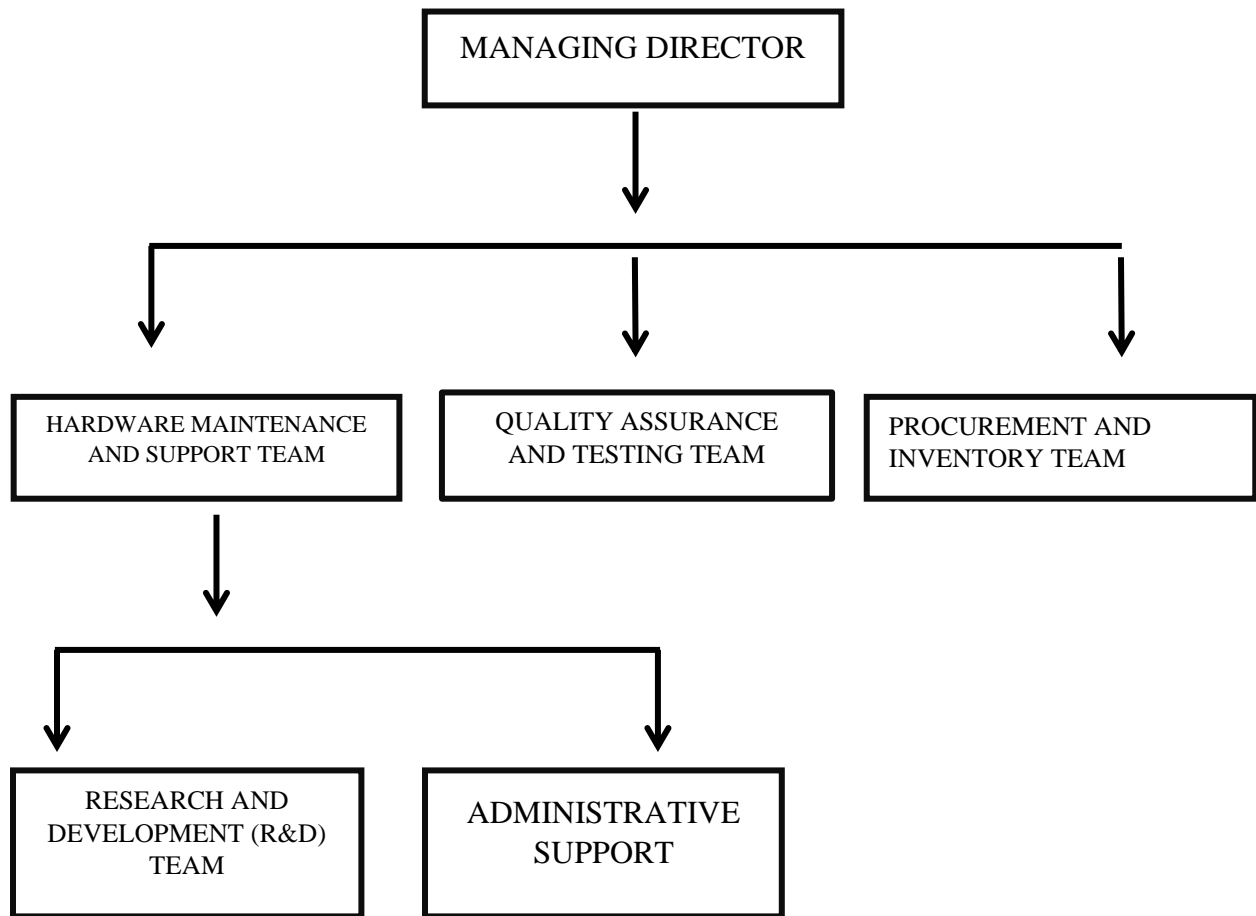 MANAGING DIRECTOR
HARDWARE MAINTENANCE
AND SUPPORT TEAM
QUALITY ASSURANCE
AND TESTING TEAM
PROCUREMENT AND
INVENTORY TEAM
RESEARCH AND
DEVELOPMENT (R&D)
TEAM
ADMINISTRATIVE
SUPPORT